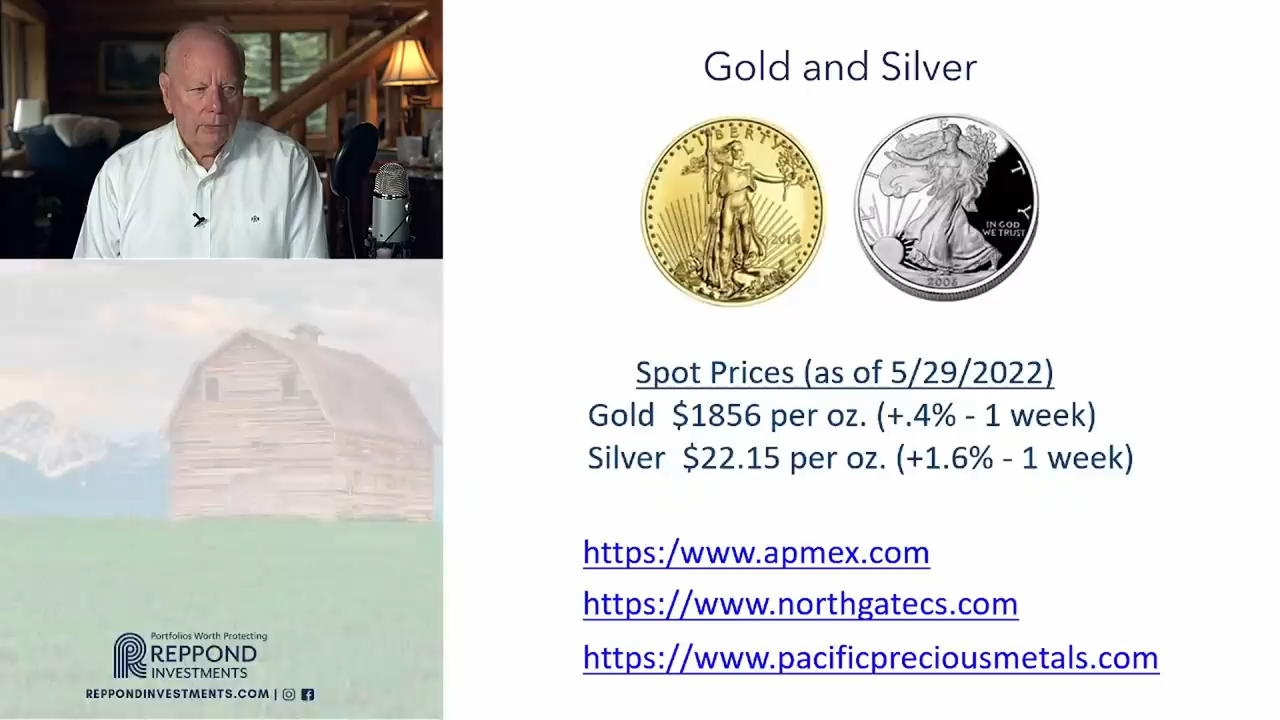 Gold and Silver
LIBERTY
2014
LIBERTY
IN GOD
WE TRUST
2006
Spot Prices (as of 5/29/2022)
Gold $1856 per oz. (+.4% - 1 week)
Silver $22.15 per oz. (+1.6% - 1 week)
https:/www.apmex.com
https://www.northgatecs.com
https://www.pacificpreciousmetals.com
Portfolios Worth Protecting
REPPOND
INVESTMENTS
REPPONDINVESTMENTS.COM |